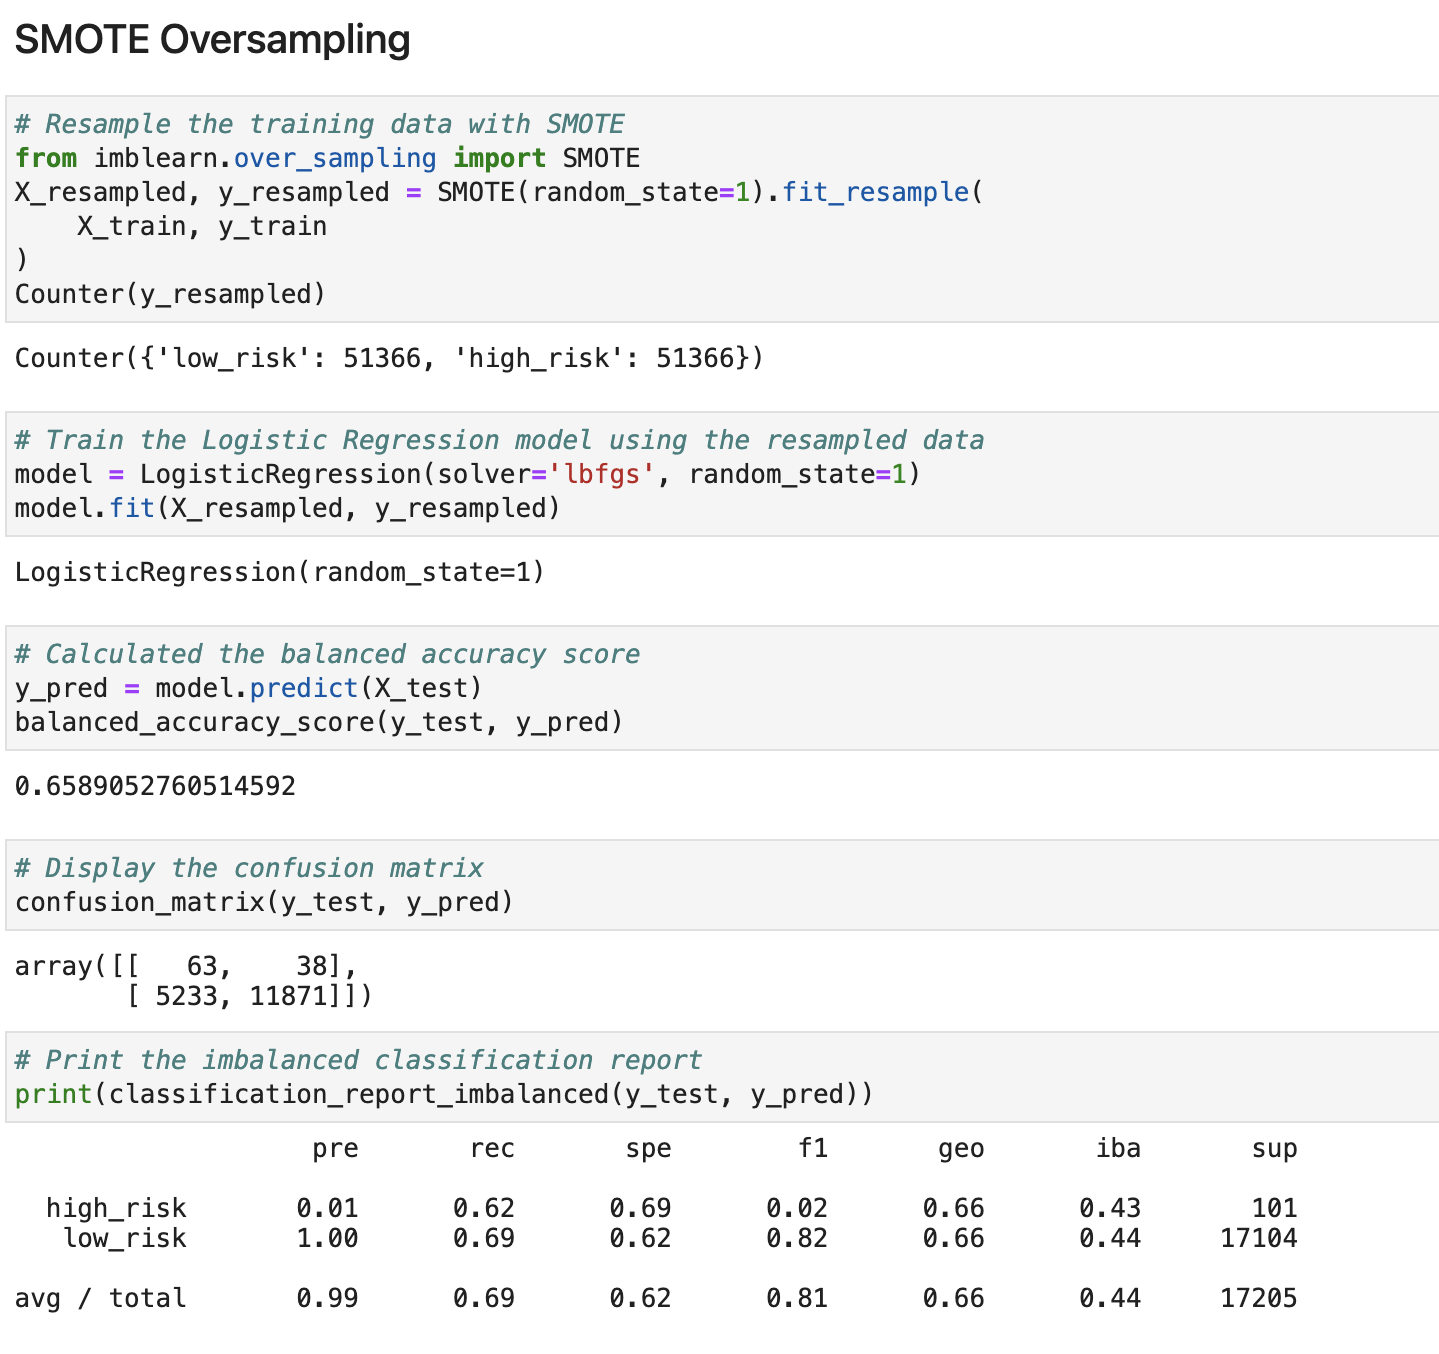 SMOTE Oversampling
# Resample the training data with SMOTE
from imblearn.over_sampling import SMOTE
X_resampled, y_resampled = SMOTE(random_state=1).fit_resample(
    X_train, y_train
)
Counter(y_resampled)
Counter({'low_risk': 51366, 'high_risk': 51366})
# Train the Logistic Regression model using the resampled data
model = LogisticRegression(solver='lbfgs', random_state=1)
model.fit(X_resampled, y_resampled)
LogisticRegression(random_state=1)
# Calculated the balanced accuracy score
y_pred = model.predict(X_test)
balanced_accuracy_score(y_test, y_pred)
0.6589052760514592
# Display the confusion matrix
confusion_matrix(y_test, y_pred)
array([[   63,    38],
       [ 5233, 11871]])
# Print the imbalanced classification report
print(classification_report_imbalanced(y_test, y_pred))
                   pre       rec       spe        f1       geo       iba       sup
  high_risk       0.01      0.62      0.69      0.02      0.66      0.43       101
   low_risk       1.00      0.69      0.62      0.82      0.66      0.44     17104
avg / total       0.99      0.69      0.62      0.81      0.66      0.44     17205